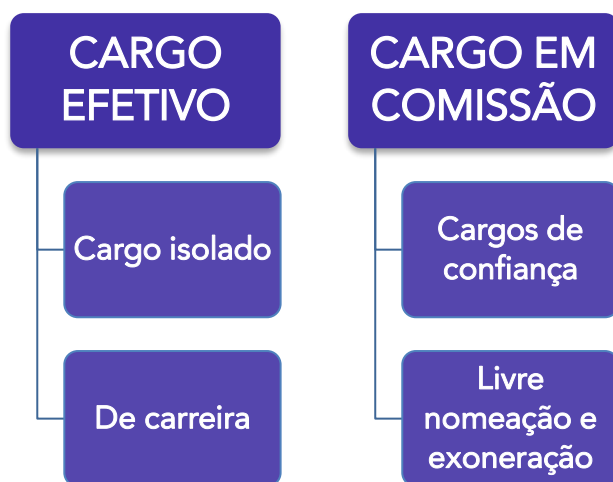 CARGO
EFETIVO
Cargo isolado
De carreira
CARGO EM
COMISSÃO
Cargos de
confiança
Livre
nomeação e
exoneração